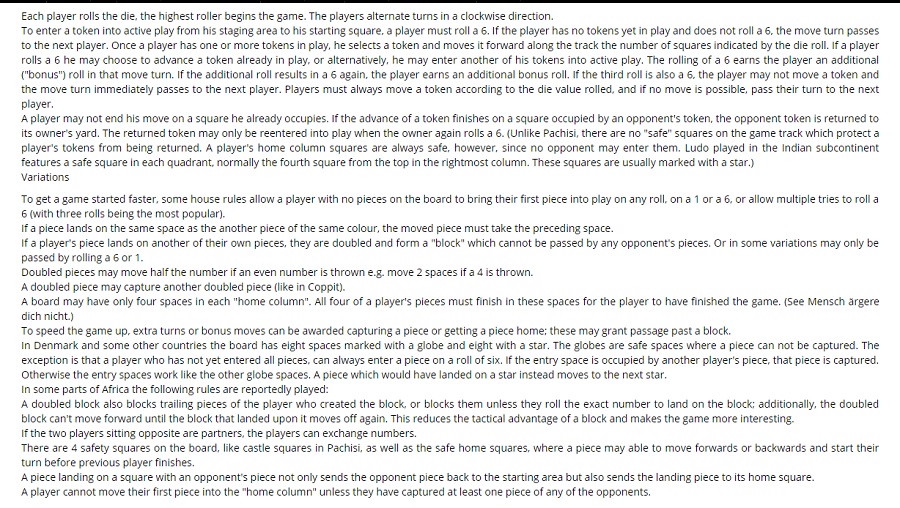 Each player rolls the die, the highest roller begins the game. The players alternate turns in a clockwise direction.
To enter a token into active play from his staging area to his starting square, a player must roll a 6. If the player has no tokens yet in play and does not roll a 6, the move turn passes
to the next player. Once a player has one or more tokens in play, he selects a token and moves it forward along the track the number of squares indicated by the die roll. If a player
rolls a 6 he may choose to advance a token already in play, or alternatively, he may enter another of his tokens into active play. The rolling of a 6 earns the player an additional
("bonus") roll in that move turn. If the additional roll results in a 6 again, the player earns an additional bonus roll. If the third roll is also a 6, the player may not move a token and
the move turn immediately passes to the next player. Players must always move a token according to the die value rolled, and if no move is possible, pass their turn to the next
player.
A player may not end his move on a square he already occupies. If the advance of a token finishes on a square occupied by an opponent's token, the opponent token is returned to
its owner's yard. The returned token may only be reentered into play when the owner again rolls a 6. (Unlike Pachisi, there are no "safe" squares on the game track which protect a
player's tokens from being returned. A player's home column squares are always safe, however, since no opponent may enter them. Ludo played in the Indian subcontinent
features a safe square in each quadrant, normally the fourth square from the top in the rightmost column. These squares are usually marked with a star.)
Variations
To get a game started faster, some house rules allow a player with no pieces on the board to bring their first piece into play on any roll, on a 1 or a 6, or allow multiple tries to roll a
6 (with three rolls being the most popular).
If a piece lands on the same space as the another piece of the same colour, the moved piece must take the preceding space.
If a player's piece lands on another of their own pieces, they are doubled and form a "block" which cannot be passed by any opponent's pieces. Or in some variations may only be
passed by rolling a 6 or 1.
Doubled pieces may move half the number if an even number is thrown e.g. move 2 spaces if a 4 is thrown.
A doubled piece may capture another doubled piece (like in Coppit).
A board may have only four spaces in each "home column". All four of a player's pieces must finish in these spaces for the player to have finished the game. (See Mensch ärgere
dich nicht.)
To speed the game up, extra turns or bonus moves can be awarded capturing a piece or getting a piece home; these may grant passage past a block.
In Denmark and some other countries the board has eight spaces marked with a globe and eight with a star. The globes are safe spaces where a piece can not be captured. The
exception is that a player who has not yet entered all pieces, can always enter a piece on a roll of six. If the entry space is occupied by another player's piece, that piece is captured.
Otherwise the entry spaces work like the other globe spaces. A piece which would have landed on a star instead moves to the next star.
In some parts of Africa the following rules are reportedly played:
A doubled block also blocks trailing pieces of the player who created the block, or blocks them unless they roll the exact number to land on the block; additionally, the doubled
block can't move forward until the block that landed upon it moves off again. This reduces the tactical advantage of a block and makes the game more interesting.
If the two players sitting opposite are partners, the players can exchange numbers.
There are 4 safety squares on the board, like castle squares in Pachisi, as well as the safe home squares, where a piece may able to move forwards or backwards and start their
turn before previous player finishes.
A piece landing on a square with an opponent's piece not only sends the opponent piece back to the starting area but also sends the landing piece to its home square.
A player cannot move their first piece into the "home column" unless they have captured at least one piece of any of the opponents.